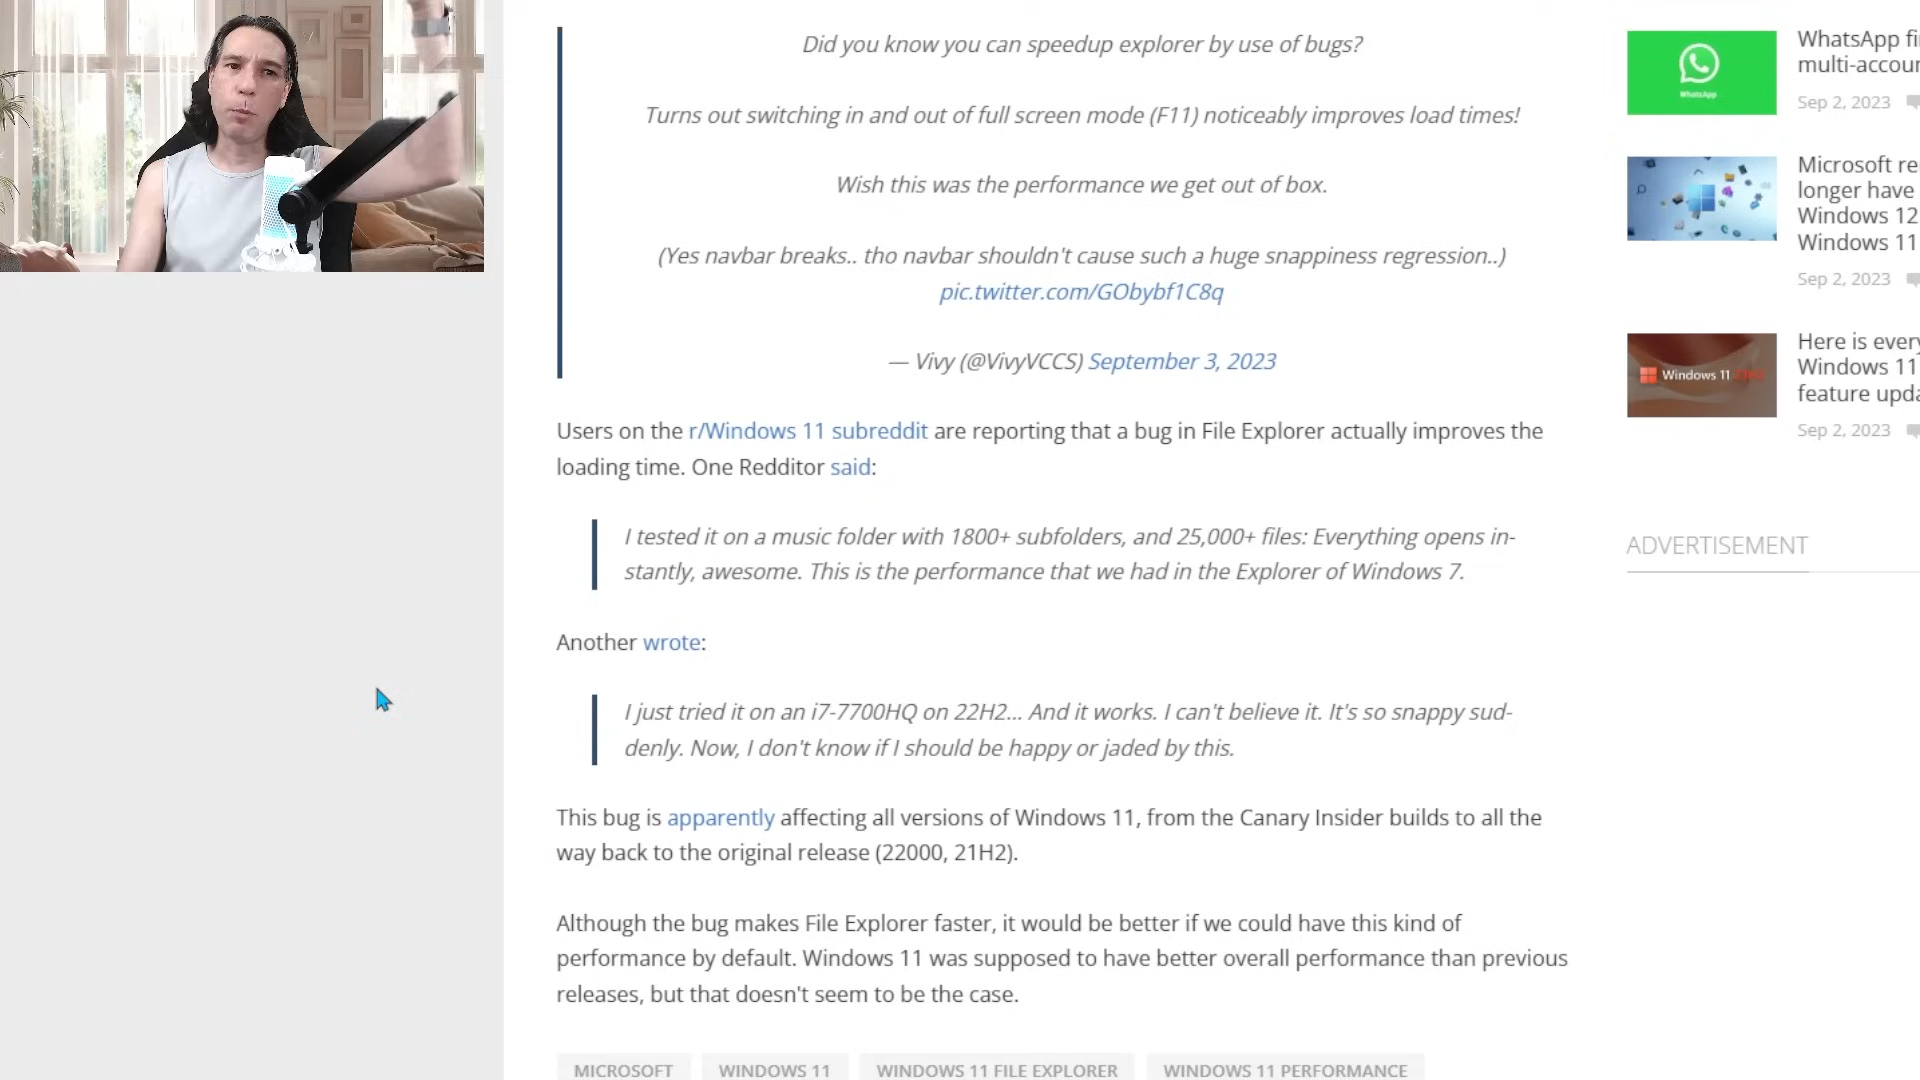 Did you know you can speedup explorer by use of bugs?
Turns out switching in and out of full screen mode (F11) noticeably improves load times!
Wish this was the performance we get out of box.
(Yes navbar breaks.. tho navbar shouldn't cause such a huge snappiness regression..)
pic.twitter.com/GObybf1C8q
— Vivy (@VivyVCCS) September 3, 2023
Users on the r/Windows 11 subreddit are reporting that a bug in File Explorer actually improves the
loading time. One Redditor said:
I tested it on a music folder with 1800+ subfolders, and 25,000+ files: Everything opens in-
stantly, awesome. This is the performance that we had in the Explorer of Windows 7.
Another wrote:
I just tried it on an i7-7700HQ on 22H2... And it works. I can't believe it. It's so snappy sud-
denly. Now, I don't know if I should be happy or jaded by this.
This bug is apparently affecting all versions of Windows 11, from the Canary Insider builds to all the
way back to the original release (22000, 21H2).
Although the bug makes File Explorer faster, it would be better if we could have this kind of
performance by default. Windows 11 was supposed to have better overall performance than previous
releases, but that doesn't seem to be the case.
MICROSOFT WINDOWS 11 WINDOWS 11 FILE EXPLORER WINDOWS 11 PERFORMANCE
WhatsApp
WhatsApp fi
multi-accoun
Sep 2, 2023
Microsoft re
longer have
Windows 12
Windows 11
Sep 2, 2023
Windows 11
Here is every
Windows 11
feature upda
Sep 2, 2023
ADVERTISEMENT